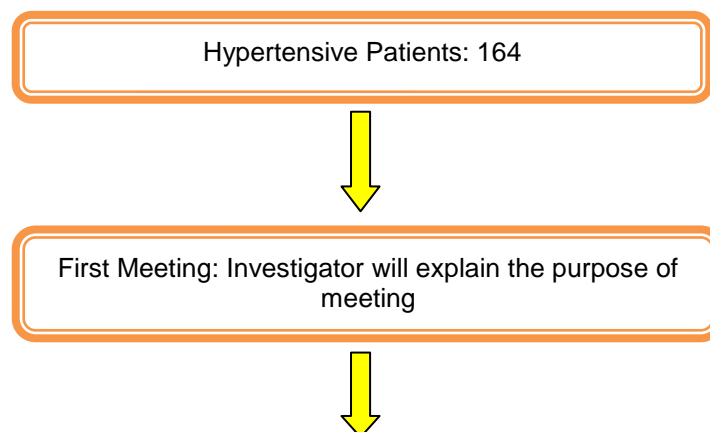 Hypertensive Patients: 164
First Meeting: Investigator will explain the purpose of
meeting